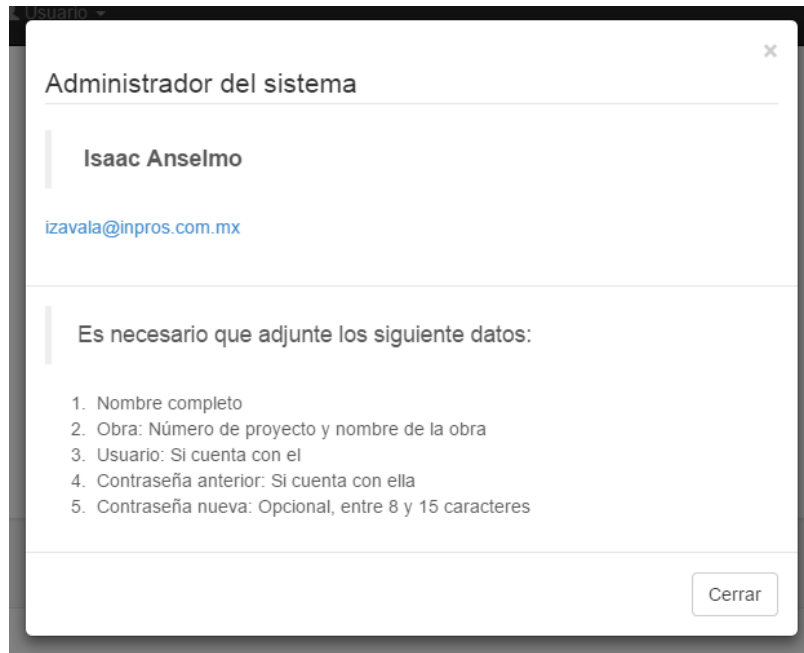 Usuario
×
Administrador del sistema
Isaac Anselmo
izavala@inpros.com.mx
Es necesario que adjunte los siguiente datos:
1. Nombre completo
2. Obra: Número de proyecto y nombre de la obra
3. Usuario: Si cuenta con el
4. Contraseña anterior: Si cuenta con ella
5. Contraseña nueva: Opcional, entre 8 y 15 caracteres
Cerrar